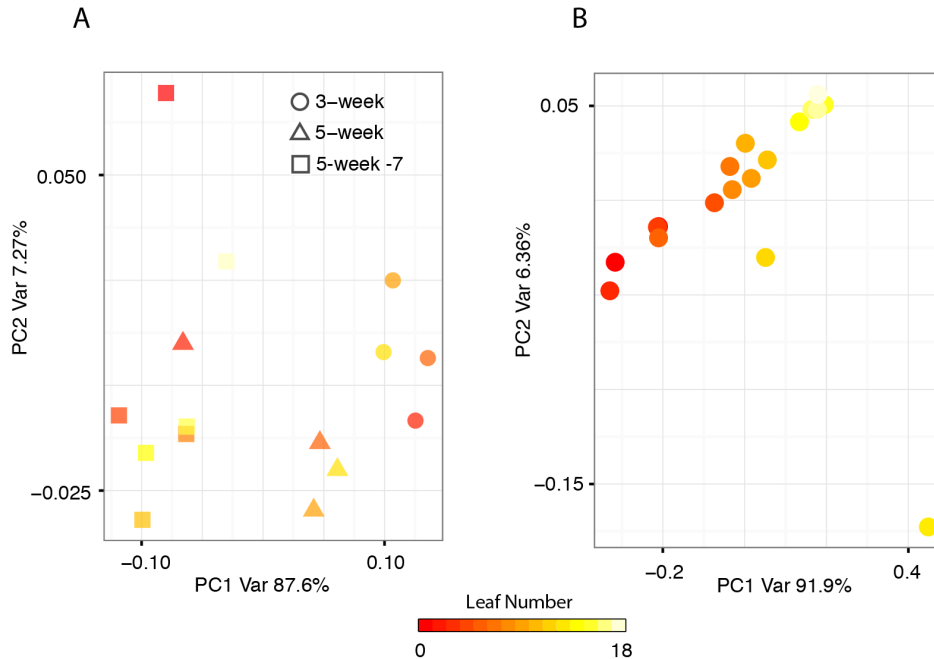 A
B
3-week
5-week
5-week -7
0.050
−0.025
PC2 Var 7.27%
−0.10
0.10
PC1 Var 87.6%
0.05
−0.15
PC2 Var 6.36%
−0.2
0.4
PC1 Var 91.9%
Leaf Number
0
18